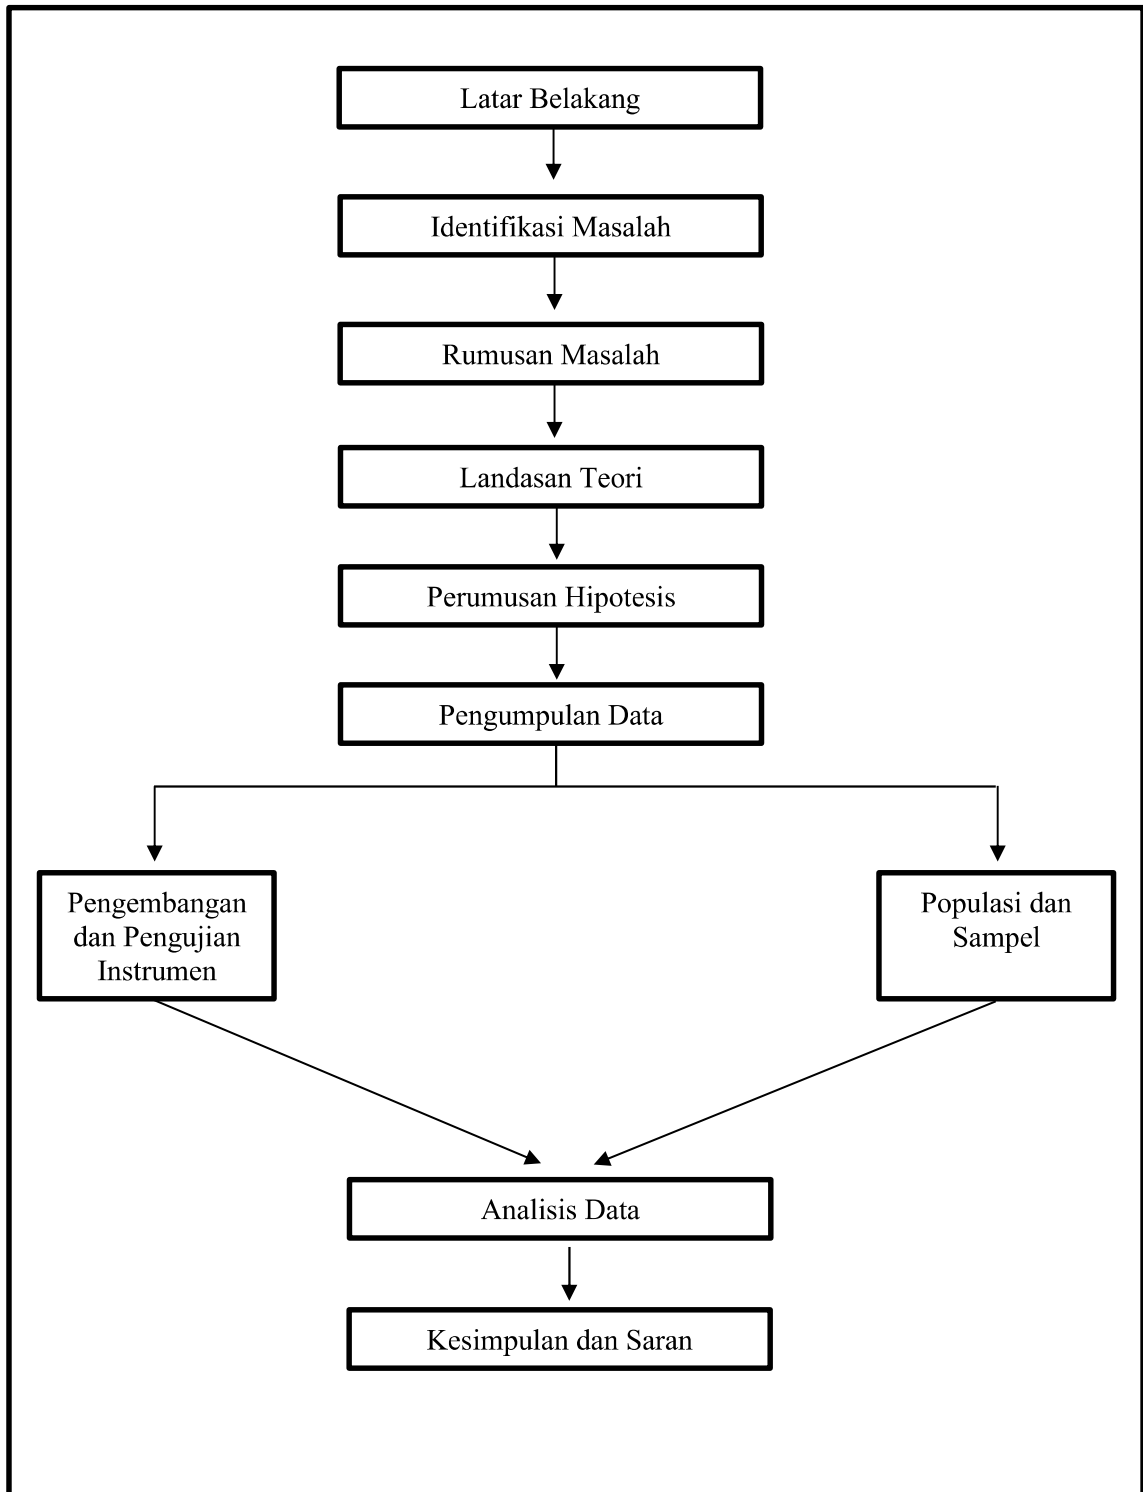 Latar Belakang
Identifikasi Masalah
Rumusan Masalah
Landasan Teori
Perumusan Hipotesis
Pengumpulan Data
Pengembangan
dan Pengujian
Instrumen
Populasi dan
Sampel
Analisis Data
Kesimpulan dan Saran